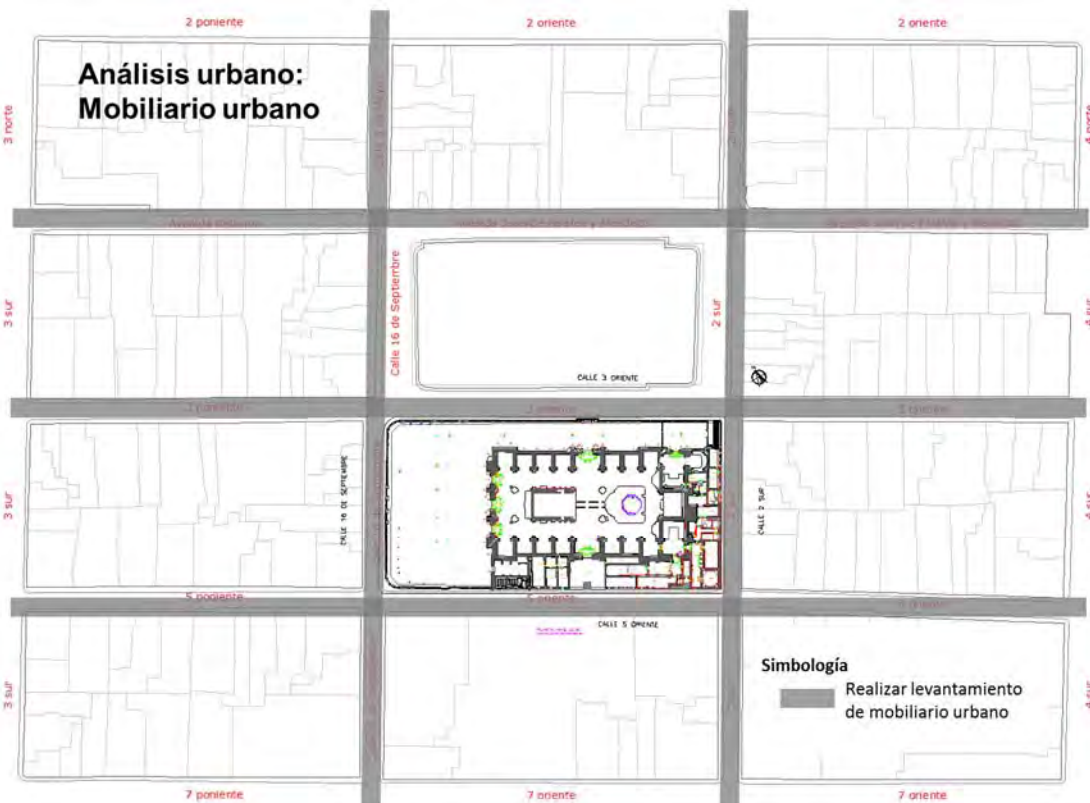 2 poniente
2 oriente
2 oriente
Análisis urbano:
Mobiliario urbano
3 norte
4 norte
3 sur
Calle 16 de Septiembre
2 sur
4 sur
CALLE 3 ORIENTE
3 poniente
3 oriente
3 oriente
3 sur
CALLE 16 DE SEPTIEMBRE
CALLE 2 SUR
4 sur
5 poniente
5 oriente
5 oriente
CALLE 5 ORIENTE
3 sur
4 sur
Simbología
Realizar levantamiento
de mobiliario urbano
7 poniente
7 oriente
7 oriente